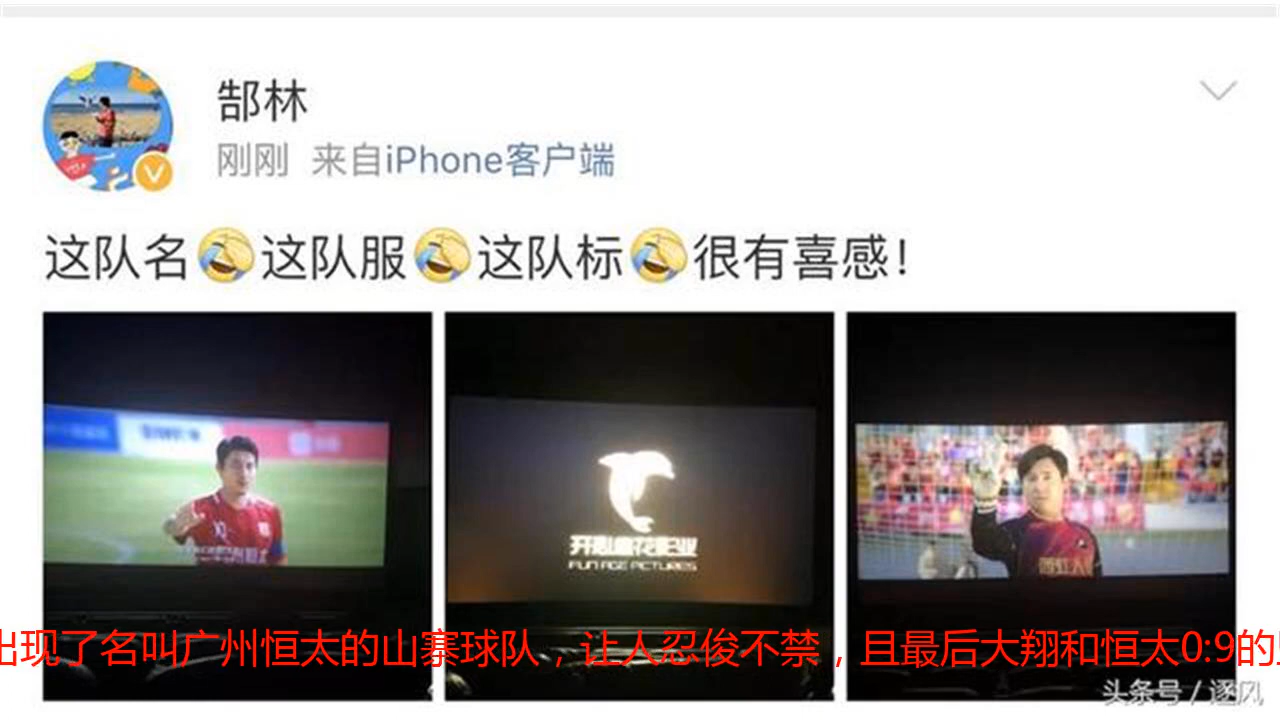 郜林
刚刚 来自iPhone客户端
这队名🤣这队服🤣这队标🤣很有喜感！
开心麻花影业
FUN AGE PICTURES
出现了名叫广州恒太的山寨球队，让人忍俊不禁，且最后大翔和恒太0:9的
头条号 / 逐风